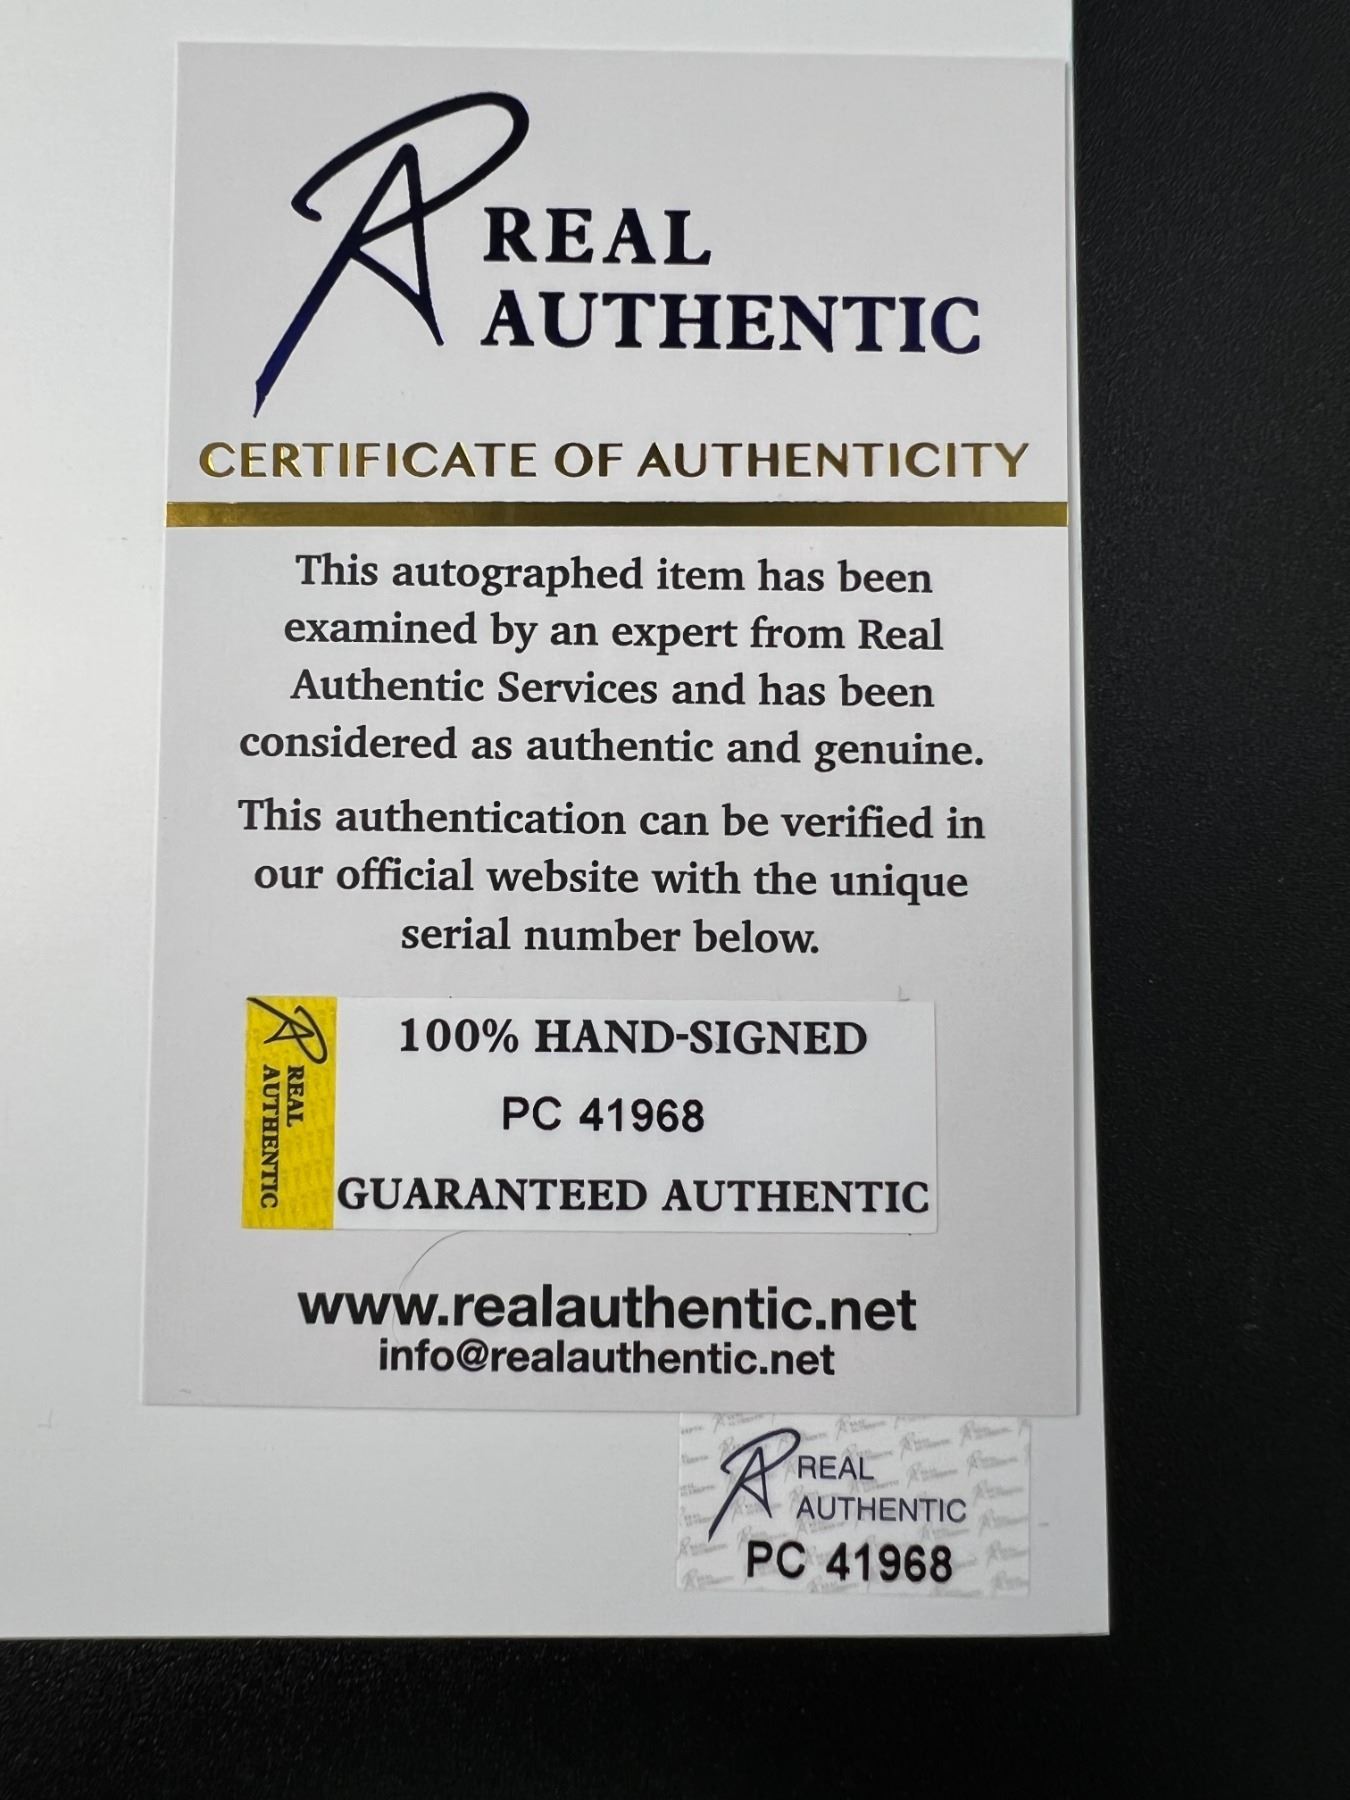 REAL
AUTHENTIC
CERTIFICATE OF AUTHENTICITY
This autographed item has been
examined by an expert from Real
Authentic Services and has been
considered as authentic and genuine.
This authentication can be verified in
our official website with the unique
serial number below.
REAL
AUTHENTIC
100% HAND-SIGNED
PC 41968
GUARANTEED AUTHENTIC
www.realauthentic.net
info@realauthentic.net
REAL
AUTHENTIC
PC 41968